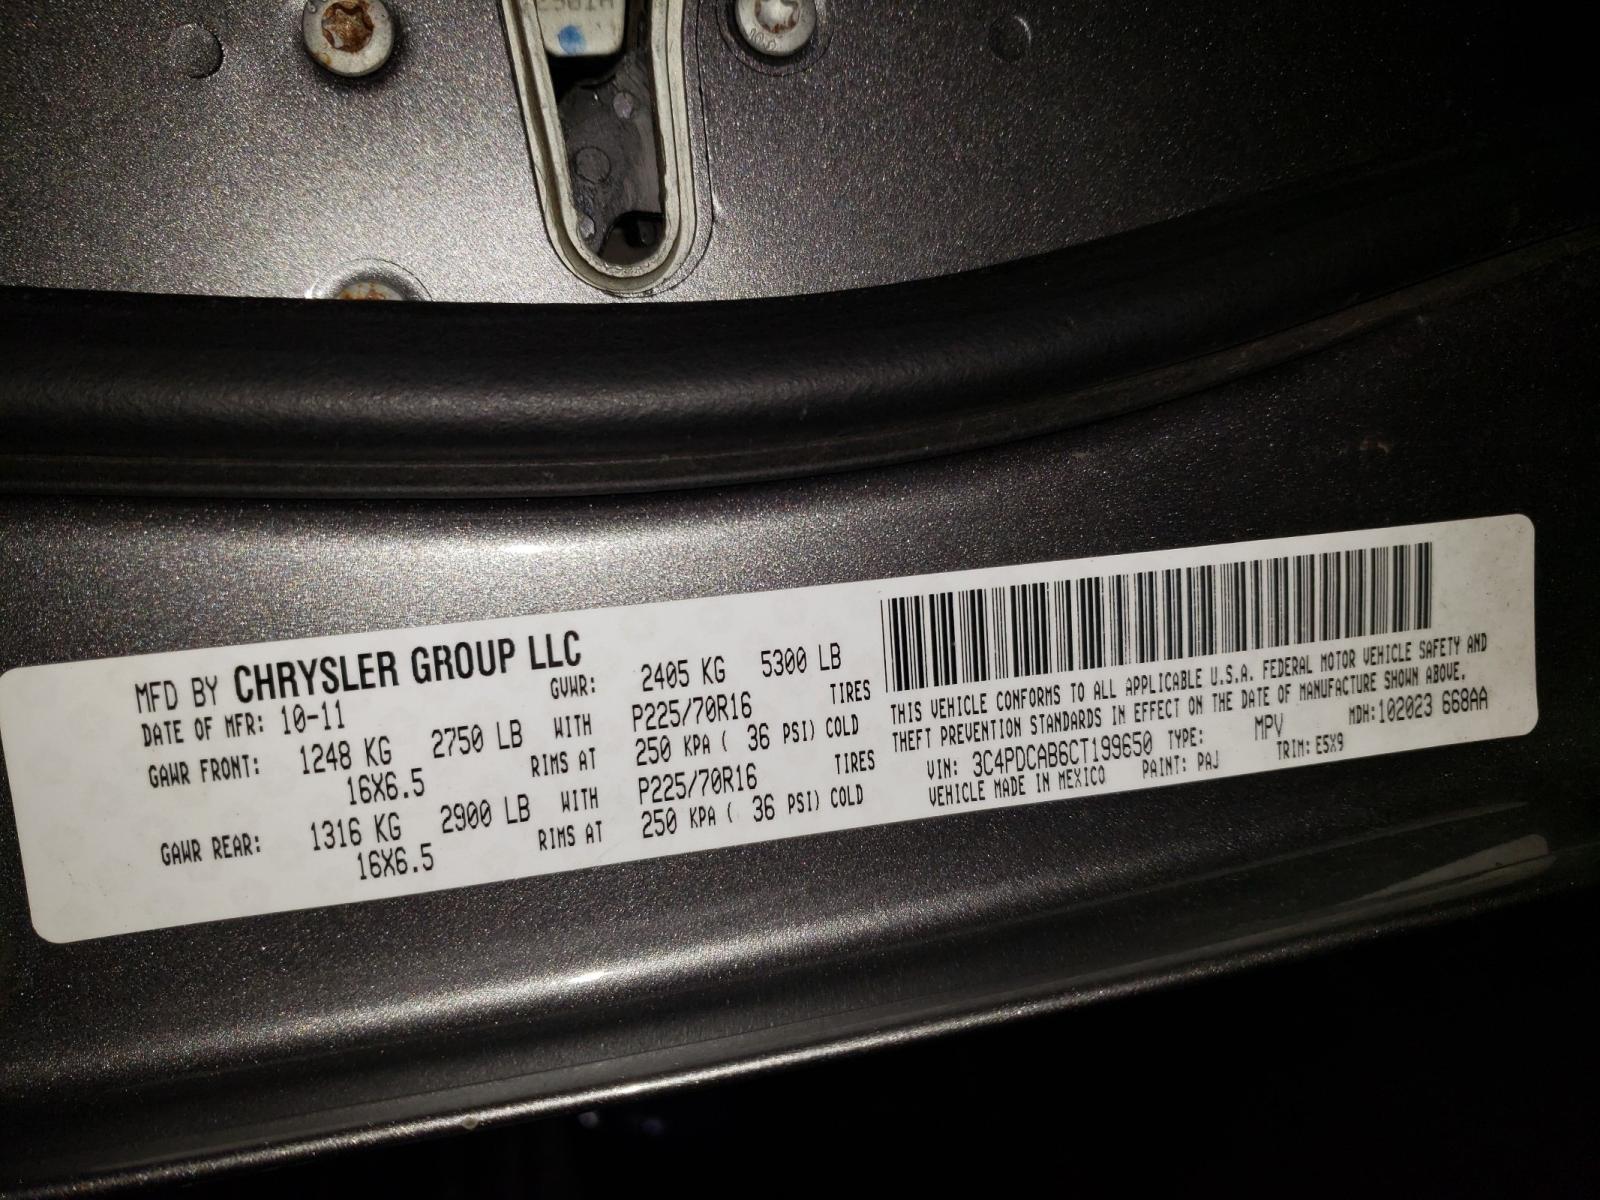 MFD BY CHRYSLER GROUP LLC
DATE OF MFR: 10-11 GVWR: 2405 KG 5300 LB
GAWR FRONT: 1248 KG 2750 LB WITH P225/70R16 TIRES
16X6.5 RIMS AT 250 KPA ( 36 PSI) COLD
GAWR REAR: 1316 KG 2900 LB WITH P225/70R16 TIRES
16X6.5 RIMS AT 250 KPA ( 36 PSI) COLD
THIS VEHICLE CONFORMS TO ALL APPLICABLE U.S.A. FEDERAL MOTOR VEHICLE SAFETY AND
THEFT PREVENTION STANDARDS IN EFFECT ON THE DATE OF MANUFACTURE SHOWN ABOVE.
VIN: 3C4PDCAB6CT199650 TYPE: MPV MDH:102023 668AA
VEHICLE MADE IN MEXICO PAINT: PAJ TRIM: E5X9